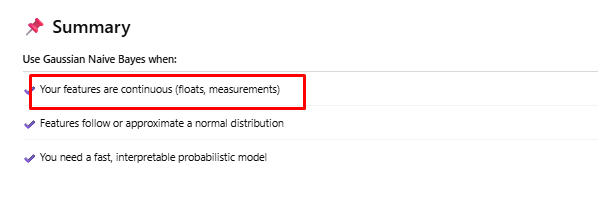 📌 Summary
Use Gaussian Naive Bayes when:
✔ Your features are continuous (floats, measurements)
✔ Features follow or approximate a normal distribution
✔ You need a fast, interpretable probabilistic model